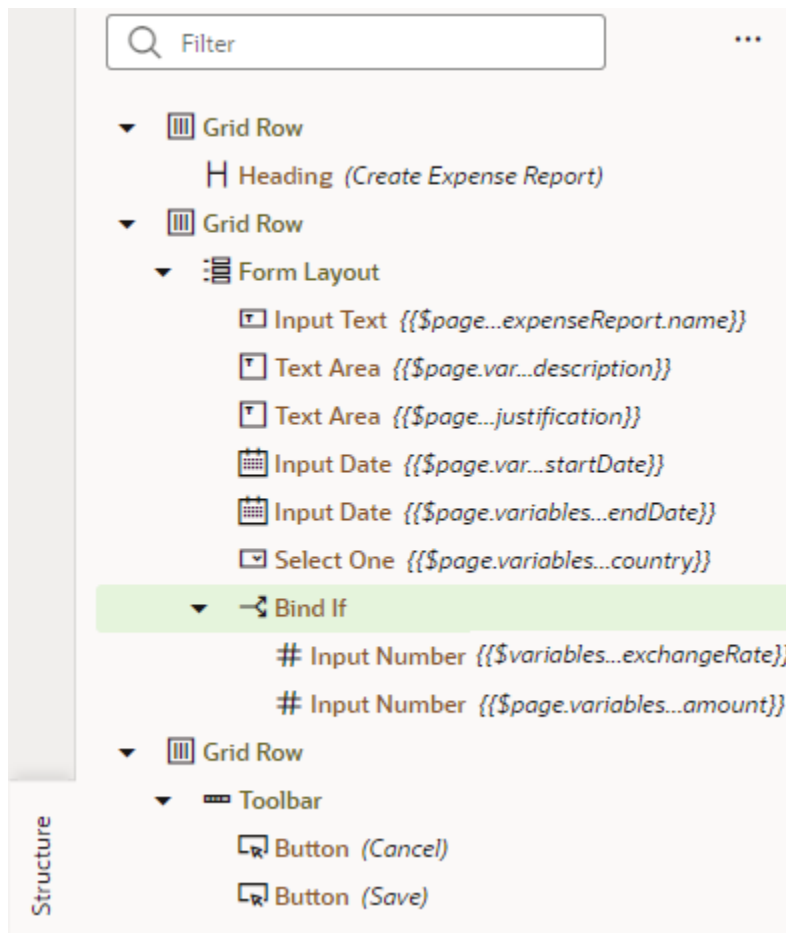 Filter
...
Grid Row
Heading (Create Expense Report)
Grid Row
Form Layout
Input Text {{$page...expenseReport.name}}
Text Area {{$page.var...description}}
Text Area {{$page...justification}}
Input Date {{$page.var...startDate}}
Input Date {{$page.variables...endDate}}
Select One {{$page.variables...country}}
Bind If
Input Number {{$variables...exchangeRate}}
Input Number {{$page.variables...amount}}
Grid Row
Toolbar
Button (Cancel)
Button (Save)
Structure